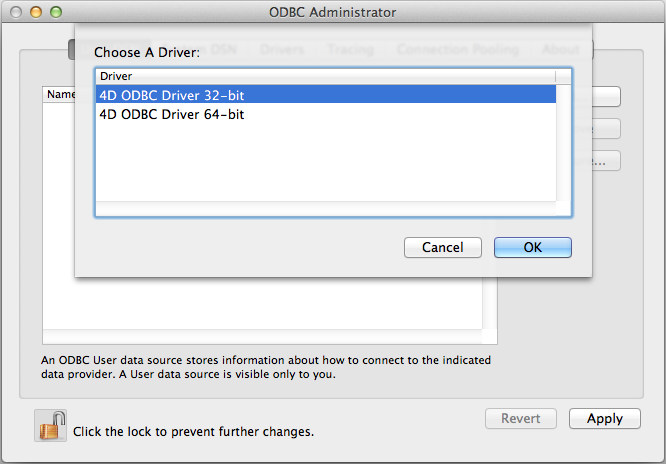 ODBC Administrator
Choose A Driver:
DSN Drivers Tracing Connection Pooling About
Driver
Name
4D ODBC Driver 32-bit
4D ODBC Driver 64-bit
Cancel
OK
An ODBC User data source stores information about how to connect to the indicated
data provider. A User data source is visible only to you.
Revert
Apply
Click the lock to prevent further changes.